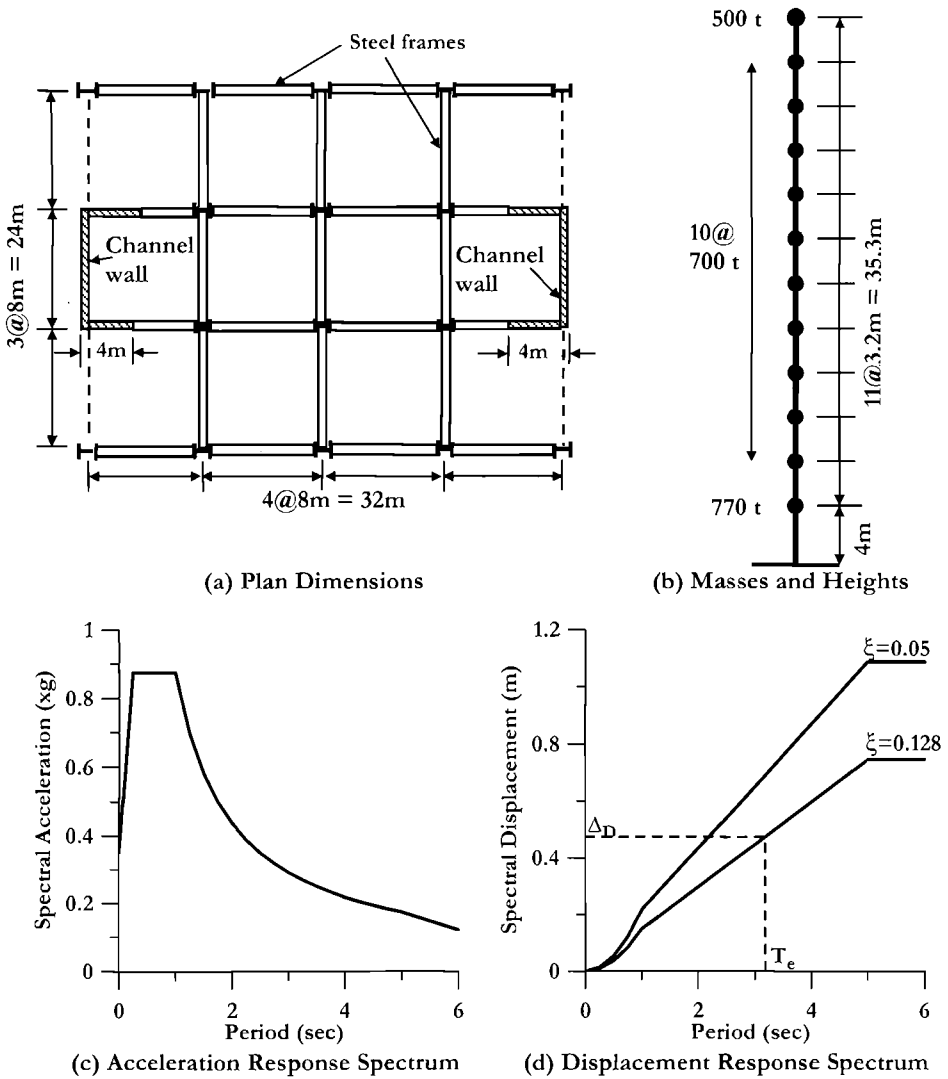 Steel frames
3@8m = 24m
Channel
wall
Channel
wall
4m
4m
4@8m = 32m
(a) Plan Dimensions
500 t
10@
700 t
11@3.2m = 35.3m
770 t
4m
(b) Masses and Heights
1
0.8
0.6
0.4
0.2
0
Spectral Acceleration (xg)
0
2
4
6
Period (sec)
(c) Acceleration Response Spectrum
1.2
0.8
0.4
0
Spectral Displacement (m)
ξ=0.05
ξ=0.128
ΔD
Te
0
2
4
6
Period (sec)
(d) Displacement Response Spectrum